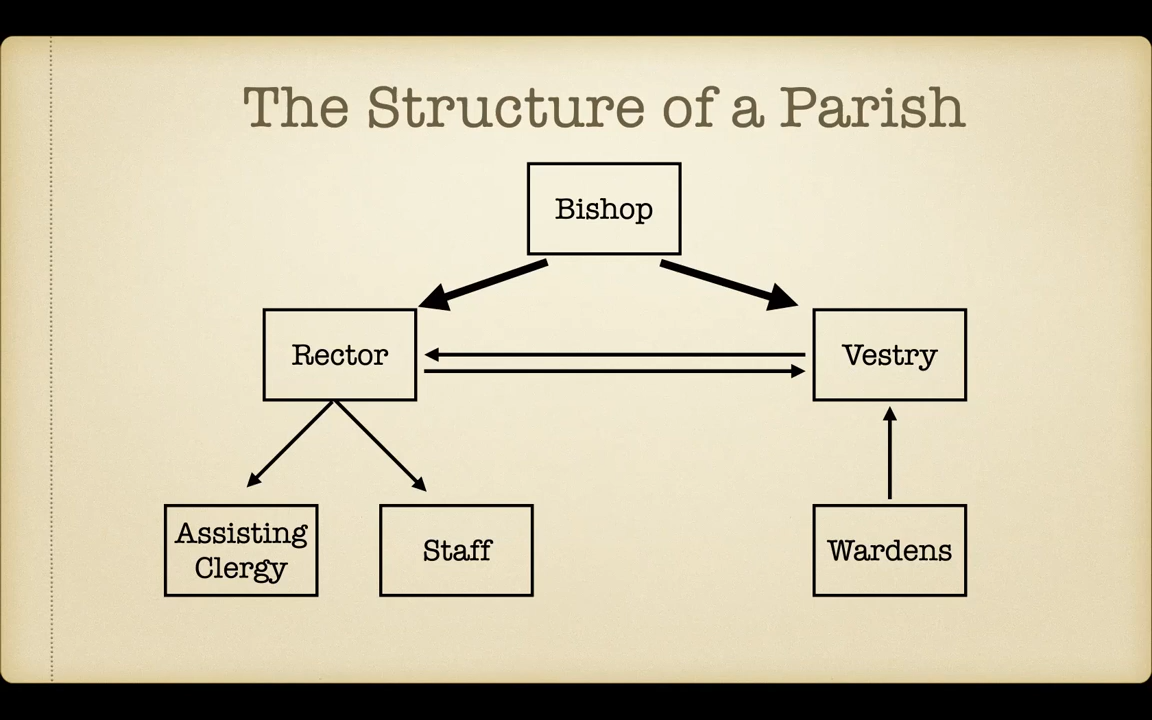 The Structure of a Parish
Bishop
Rector
Vestry
Assisting
Clergy
Staff
Wardens